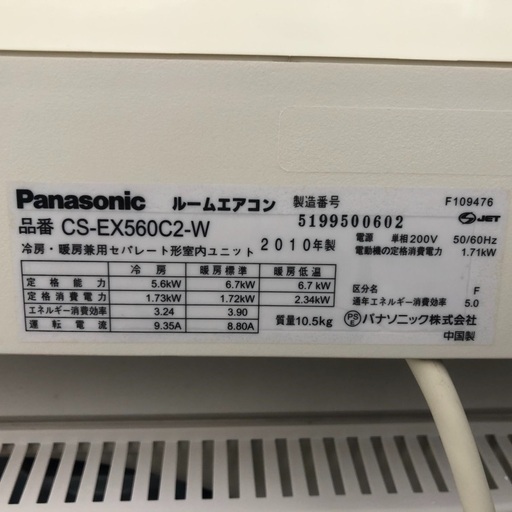 Panasonic ルームエアコン 製造番号 F109476
品番 CS-EX560C2-W 5199500602 JET
冷房・暖房兼用セパレート形室内ユニット 2010年製 電源 単相200V 50/60Hz
電動機の定格消費電力 1.71kW
冷房 暖房標準 暖房低温
定格能力 5.6kW 6.7kW 6.7 kW 区分名 F
定格消費電力 1.73kW 1.72kW 2.34kW 通年エネルギー消費効率 5.0
エネルギー消費効率 3.24 3.90
運転電流 9.35A 8.80A 質量10.5kg PSE パナソニック株式会社
中国製